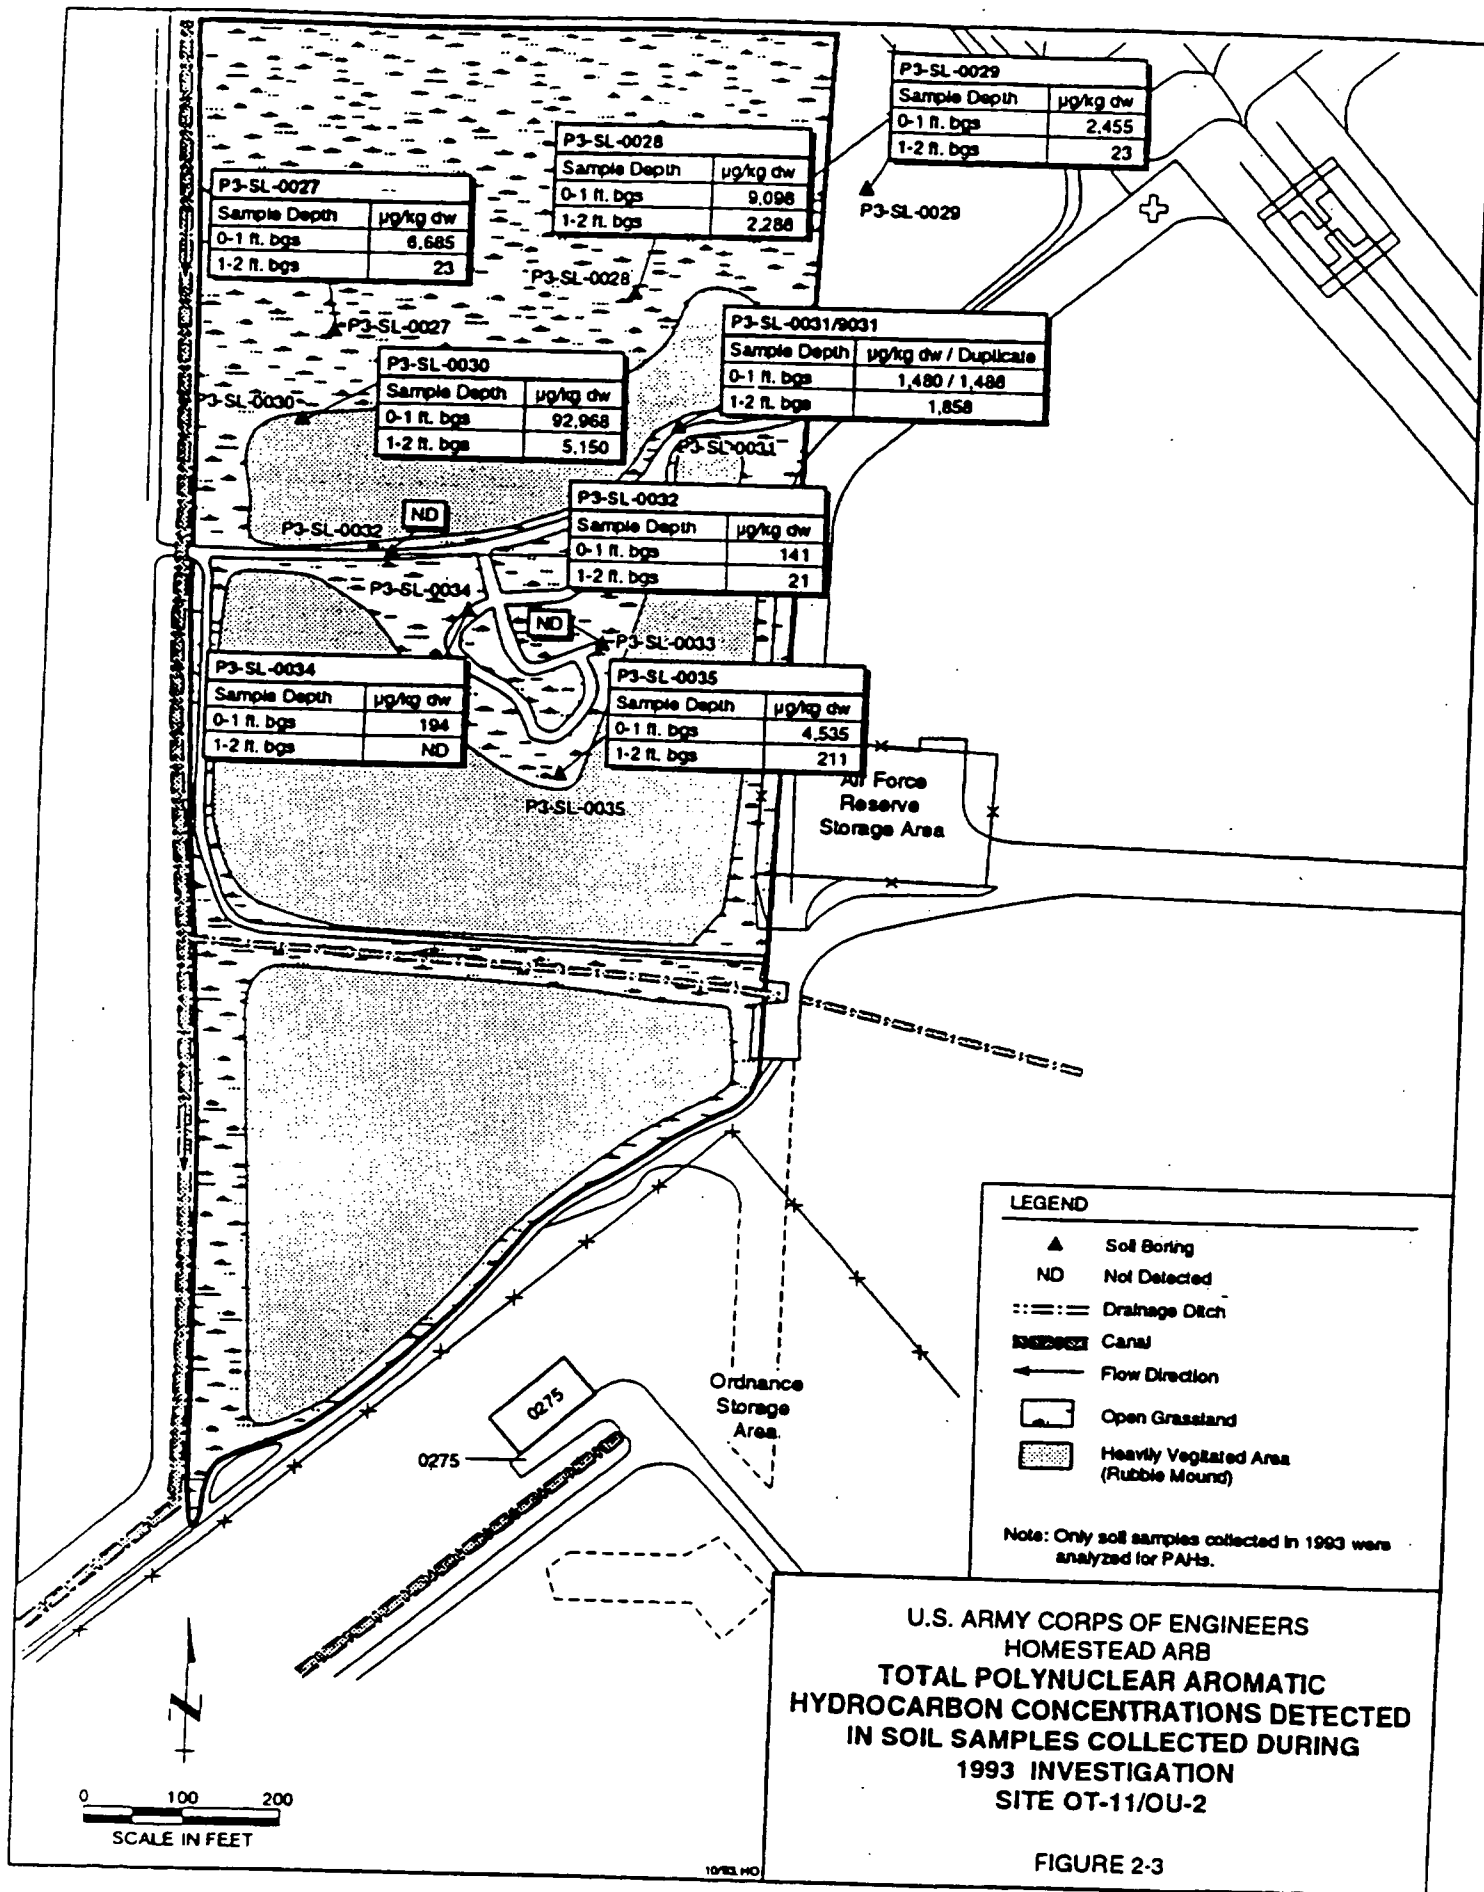 P3-SL-0029
Sample Depth µg/kg dw
0-1 ft. bgs 2,455
1-2 ft. bgs 23
P3-SL-0029
P3-SL-0028
Sample Depth µg/kg dw
0-1 ft. bgs 9,098
1-2 ft. bgs 2,288
P3-SL-0028
P3-SL-0027
Sample Depth µg/kg dw
0-1 ft. bgs 6,685
1-2 ft. bgs 23
P3-SL-0027
P3-SL-0031/9031
Sample Depth µg/kg dw / Duplicate
0-1 ft. bgs 1,480 / 1,488
1-2 ft. bgs 1,858
P3-SL-0031
P3-SL-0030
Sample Depth µg/kg dw
0-1 ft. bgs 92,968
1-2 ft. bgs 5,150
P3-SL-0030
P3-SL-0032
Sample Depth µg/kg dw
0-1 ft. bgs 141
1-2 ft. bgs 21
ND
P3-SL-0032
P3-SL-0034
ND
P3-SL-0033
P3-SL-0034
Sample Depth µg/kg dw
0-1 ft. bgs 194
1-2 ft. bgs ND
P3-SL-0035
Sample Depth µg/kg dw
0-1 ft. bgs 4,535
1-2 ft. bgs 211
P3-SL-0035
Air Force
Reserve
Storage Area
LEGEND
Soil Boring
ND Not Detected
Drainage Ditch
Canal
Flow Direction
Open Grassland
Heavily Vegitated Area
(Rubble Mound)
Note: Only soil samples collected in 1993 were
analyzed for PAHs.
Ordnance
Storage
Area
0275
0275
U.S. ARMY CORPS OF ENGINEERS
HOMESTEAD ARB
TOTAL POLYNUCLEAR AROMATIC
HYDROCARBON CONCENTRATIONS DETECTED
IN SOIL SAMPLES COLLECTED DURING
1993 INVESTIGATION
SITE OT-11/OU-2
FIGURE 2-3
Z
0 100 200
SCALE IN FEET